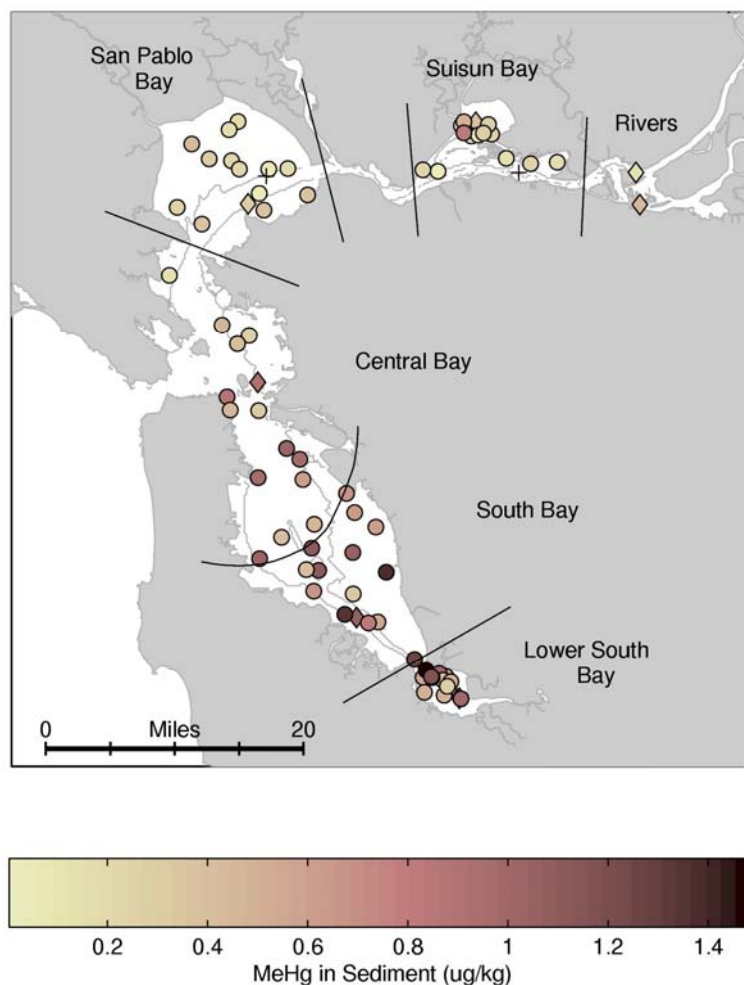 San Pablo
Bay
Suisun Bay
Rivers
Central Bay
South Bay
Lower South
Bay
0 Miles 20
0.2 0.4 0.6 0.8 1 1.2 1.4
MeHg in Sediment (ug/kg)